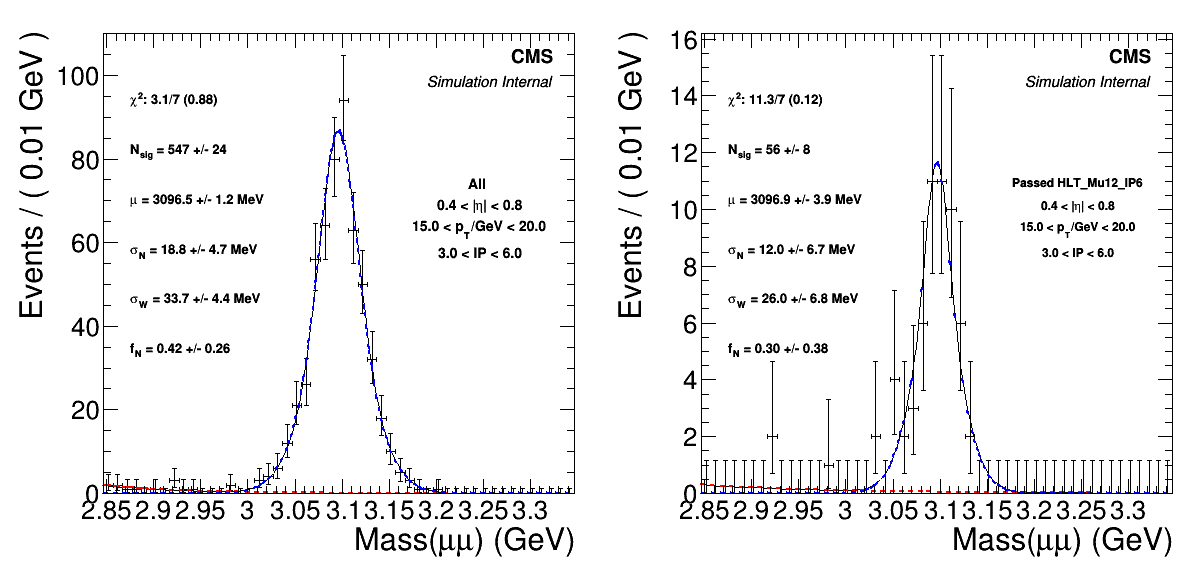 Events / ( 0.01 GeV )
100
80
60
40
20
0
CMS
Simulation Internal
χ²: 3.1/7 (0.88)
N_sig = 547 +/- 24
μ = 3096.5 +/- 1.2 MeV
σ_N = 18.8 +/- 4.7 MeV
σ_W = 33.7 +/- 4.4 MeV
f_N = 0.42 +/- 0.26
All
0.4 < |η| < 0.8
15.0 < p_T/GeV < 20.0
3.0 < IP < 6.0
2.85 2.9 2.95 3 3.05 3.1 3.15 3.2 3.25 3.3
Mass(μμ) (GeV)
Events / ( 0.01 GeV )
16
14
12
10
8
6
4
2
0
CMS
Simulation Internal
χ²: 11.3/7 (0.12)
N_sig = 56 +/- 8
μ = 3096.9 +/- 3.9 MeV
σ_N = 12.0 +/- 6.7 MeV
σ_W = 26.0 +/- 6.8 MeV
f_N = 0.30 +/- 0.38
Passed HLT_Mu12_IP6
0.4 < |η| < 0.8
15.0 < p_T/GeV < 20.0
3.0 < IP < 6.0
2.85 2.9 2.95 3 3.05 3.1 3.15 3.2 3.25 3.3
Mass(μμ) (GeV)